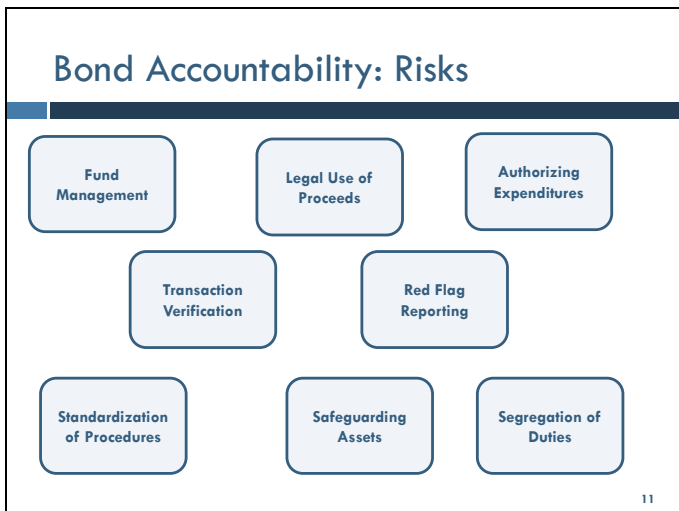 Bond Accountability: Risks
Fund
Management
Legal Use of
Proceeds
Authorizing
Expenditures
Transaction
Verification
Red Flag
Reporting
Standardization
of Procedures
Safeguarding
Assets
Segregation of
Duties
11